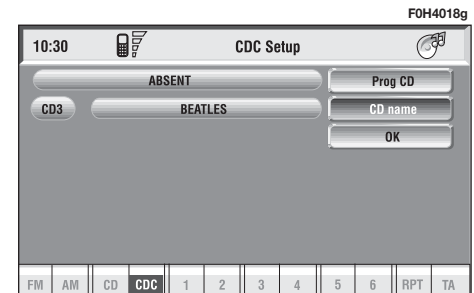 F0H4018g
10:30 CDC Setup
ABSENT Prog CD
CD3 BEATLES CD name
OK
FM AM CD CDC 1 2 3 4 5 6 RPT TA